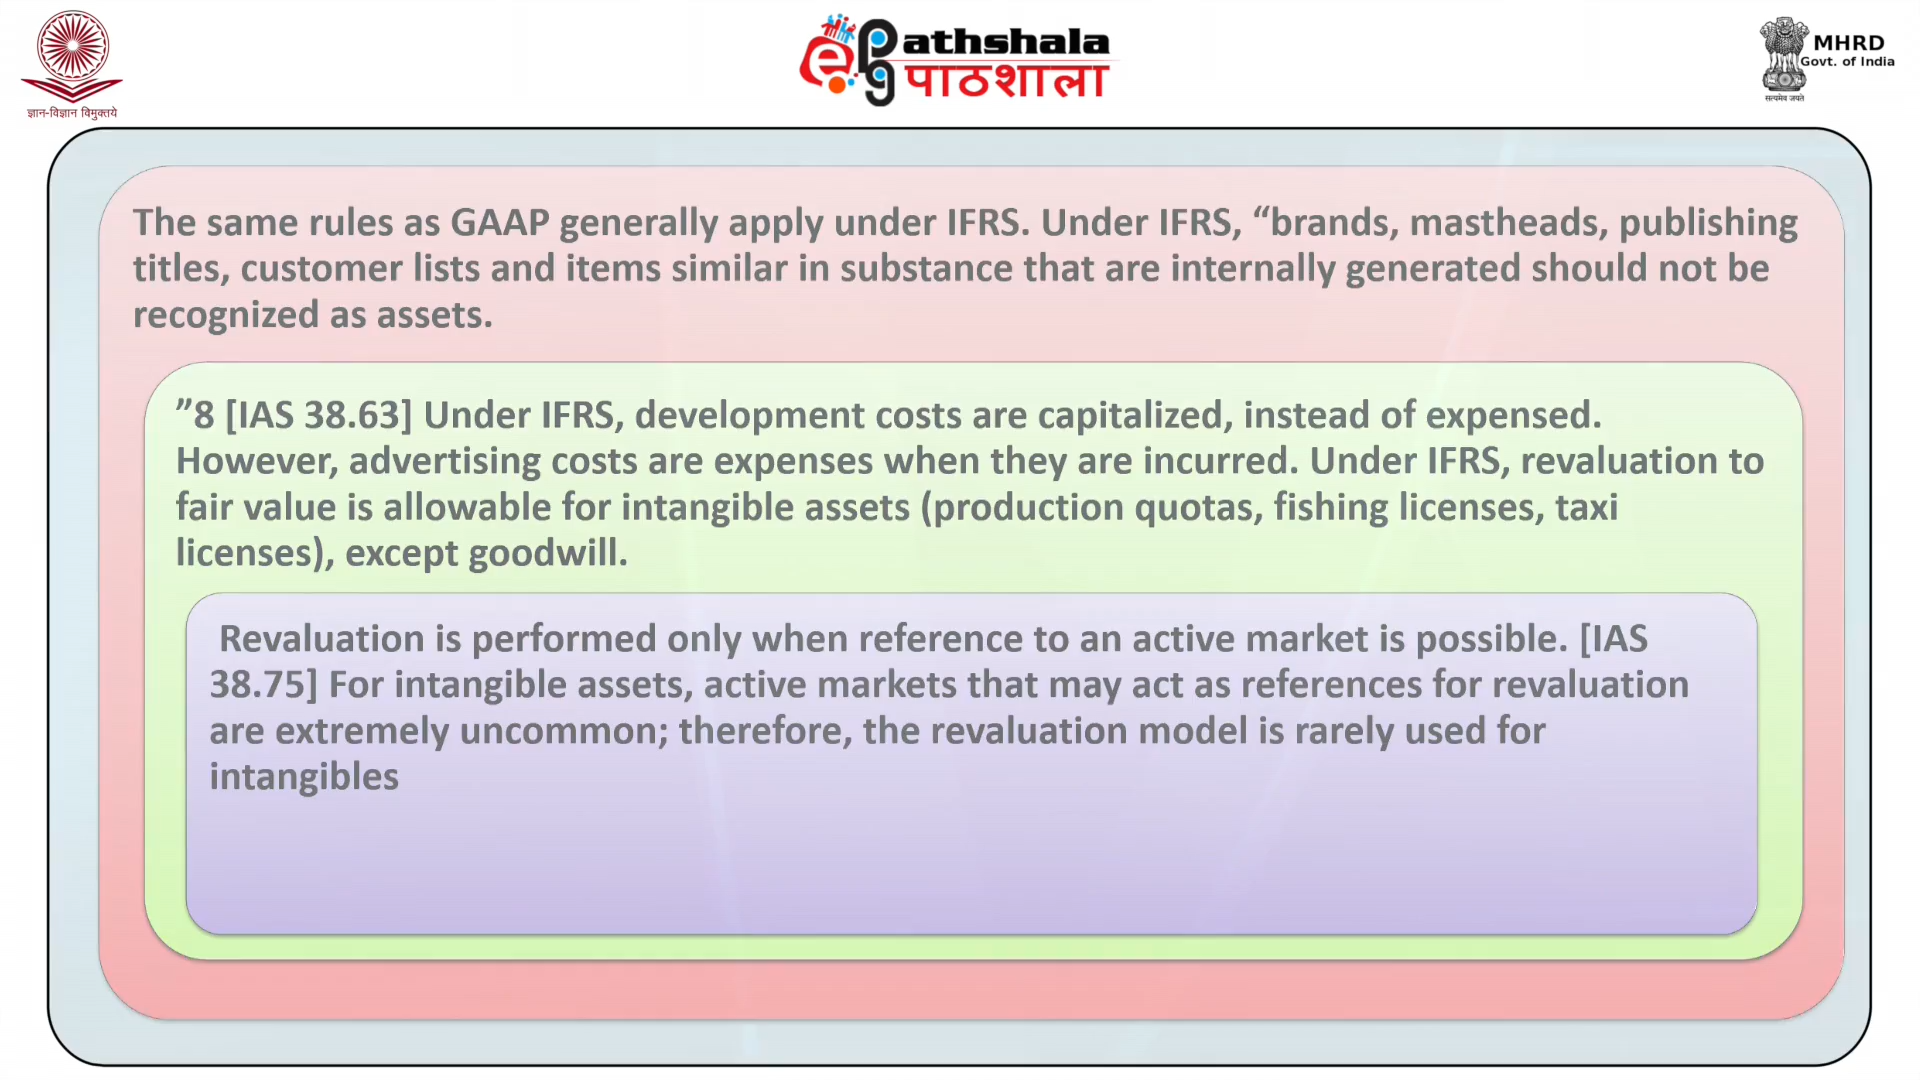 ज्ञान-विज्ञान विमुक्तये
ePG athshala
पाठशाला
MHRD
Govt. of India
सत्यमेव जयते
The same rules as GAAP generally apply under IFRS. Under IFRS, “brands, mastheads, publishing
titles, customer lists and items similar in substance that are internally generated should not be
recognized as assets.
”8 [IAS 38.63] Under IFRS, development costs are capitalized, instead of expensed.
However, advertising costs are expenses when they are incurred. Under IFRS, revaluation to
fair value is allowable for intangible assets (production quotas, fishing licenses, taxi
licenses), except goodwill.
Revaluation is performed only when reference to an active market is possible. [IAS
38.75] For intangible assets, active markets that may act as references for revaluation
are extremely uncommon; therefore, the revaluation model is rarely used for
intangibles